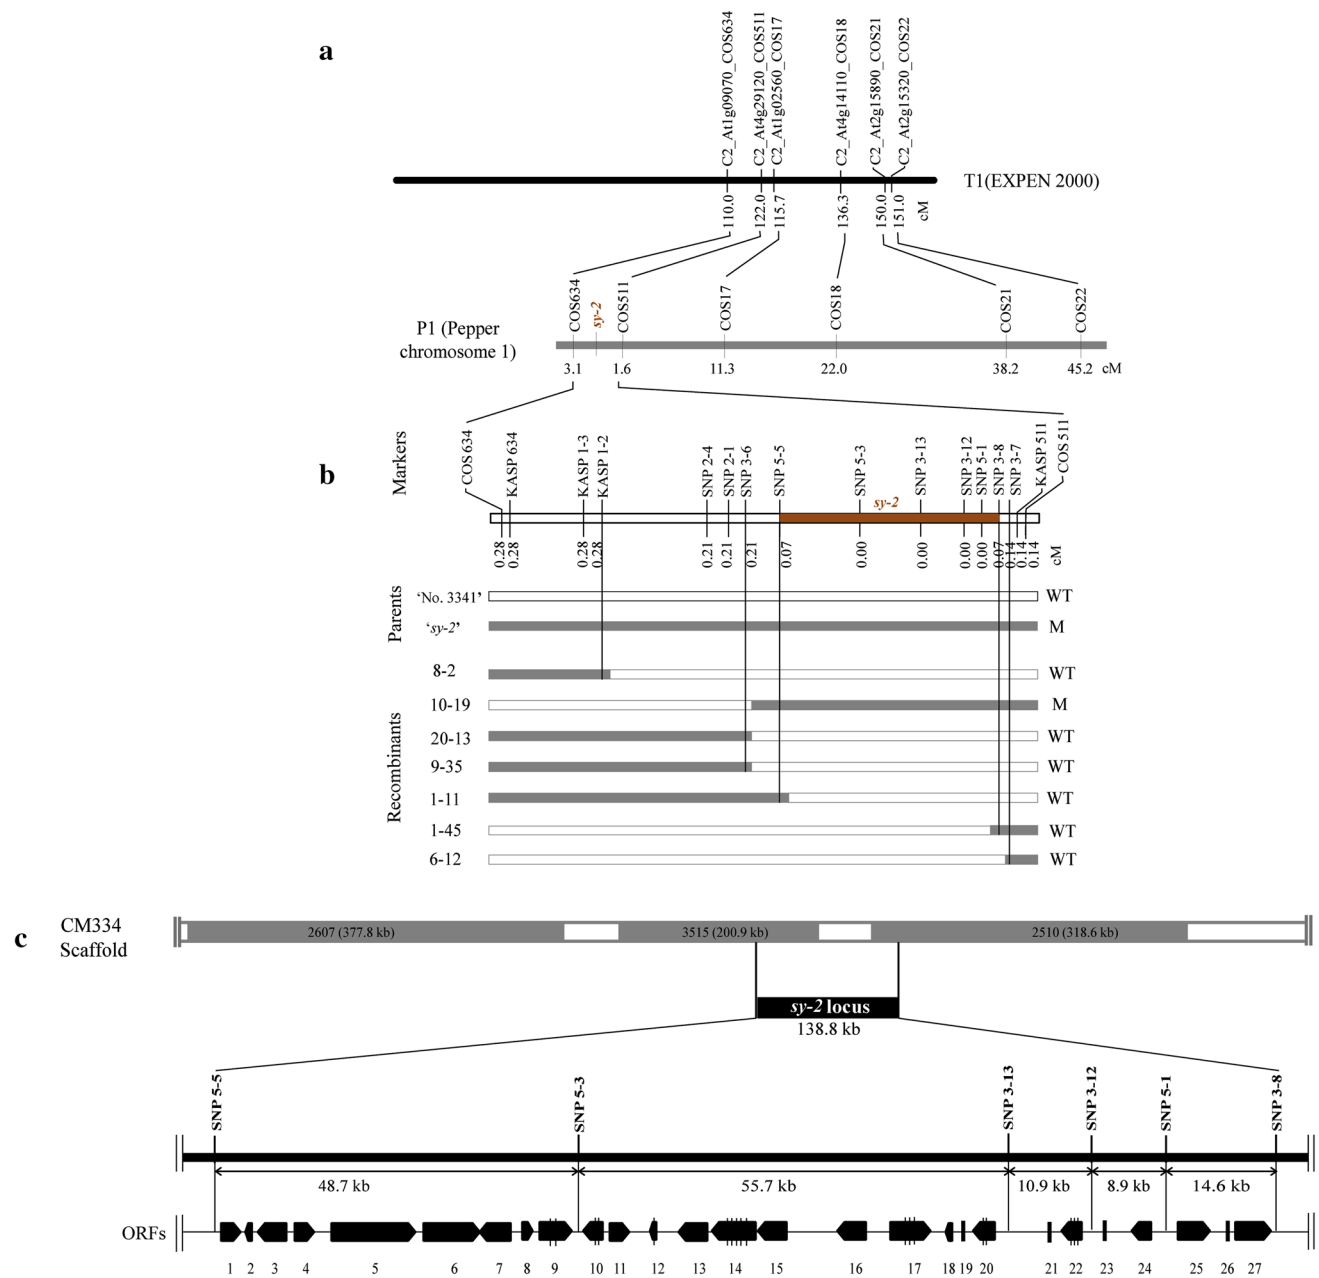 a
C2_At1g09070_COS634
C2_At4g29120_COS511
C2_At1g02560_COS17
C2_At4g14110_COS18
C2_At2g15890_COS21
C2_At2g15320_COS22
T1(EXPEN 2000)
110.0 122.0 115.7 136.3 150.0 151.0 cM
COS634 sy-2 COS511 COS17 COS18 COS21 COS22
P1 (Pepper
chromosome 1)
3.1 1.6 11.3 22.0 38.2 45.2 cM
b
Markers
COS634 KASP 634 KASP 1-3 KASP 1-2 SNP 2-4 SNP 2-1 SNP 3-6 SNP 5-5 SNP 5-3 SNP 3-13 SNP 3-12 SNP 5-1 SNP 3-8 SNP 3-7 KASP 511 COS511
sy-2
0.28 0.28 0.28 0.28 0.21 0.21 0.21 0.07 0.00 0.00 0.00 0.00 0.07 0.14 0.14 0.14 cM
Parents
‘No. 3341’ WT
‘sy-2’ M
Recombinants
8-2 WT
10-19 M
20-13 WT
9-35 WT
1-11 WT
1-45 WT
6-12 WT
c
CM334
Scaffold
2607 (377.8 kb) 3515 (200.9 kb) 2510 (318.6 kb)
sy-2 locus
138.8 kb
SNP 5-5 SNP 5-3 SNP 3-13 SNP 3-12 SNP 5-1 SNP 3-8
48.7 kb 55.7 kb 10.9 kb 8.9 kb 14.6 kb
ORFs
1 2 3 4 5 6 7 8 9 10 11 12 13 14 15 16 17 18 19 20 21 22 23 24 25 26 27